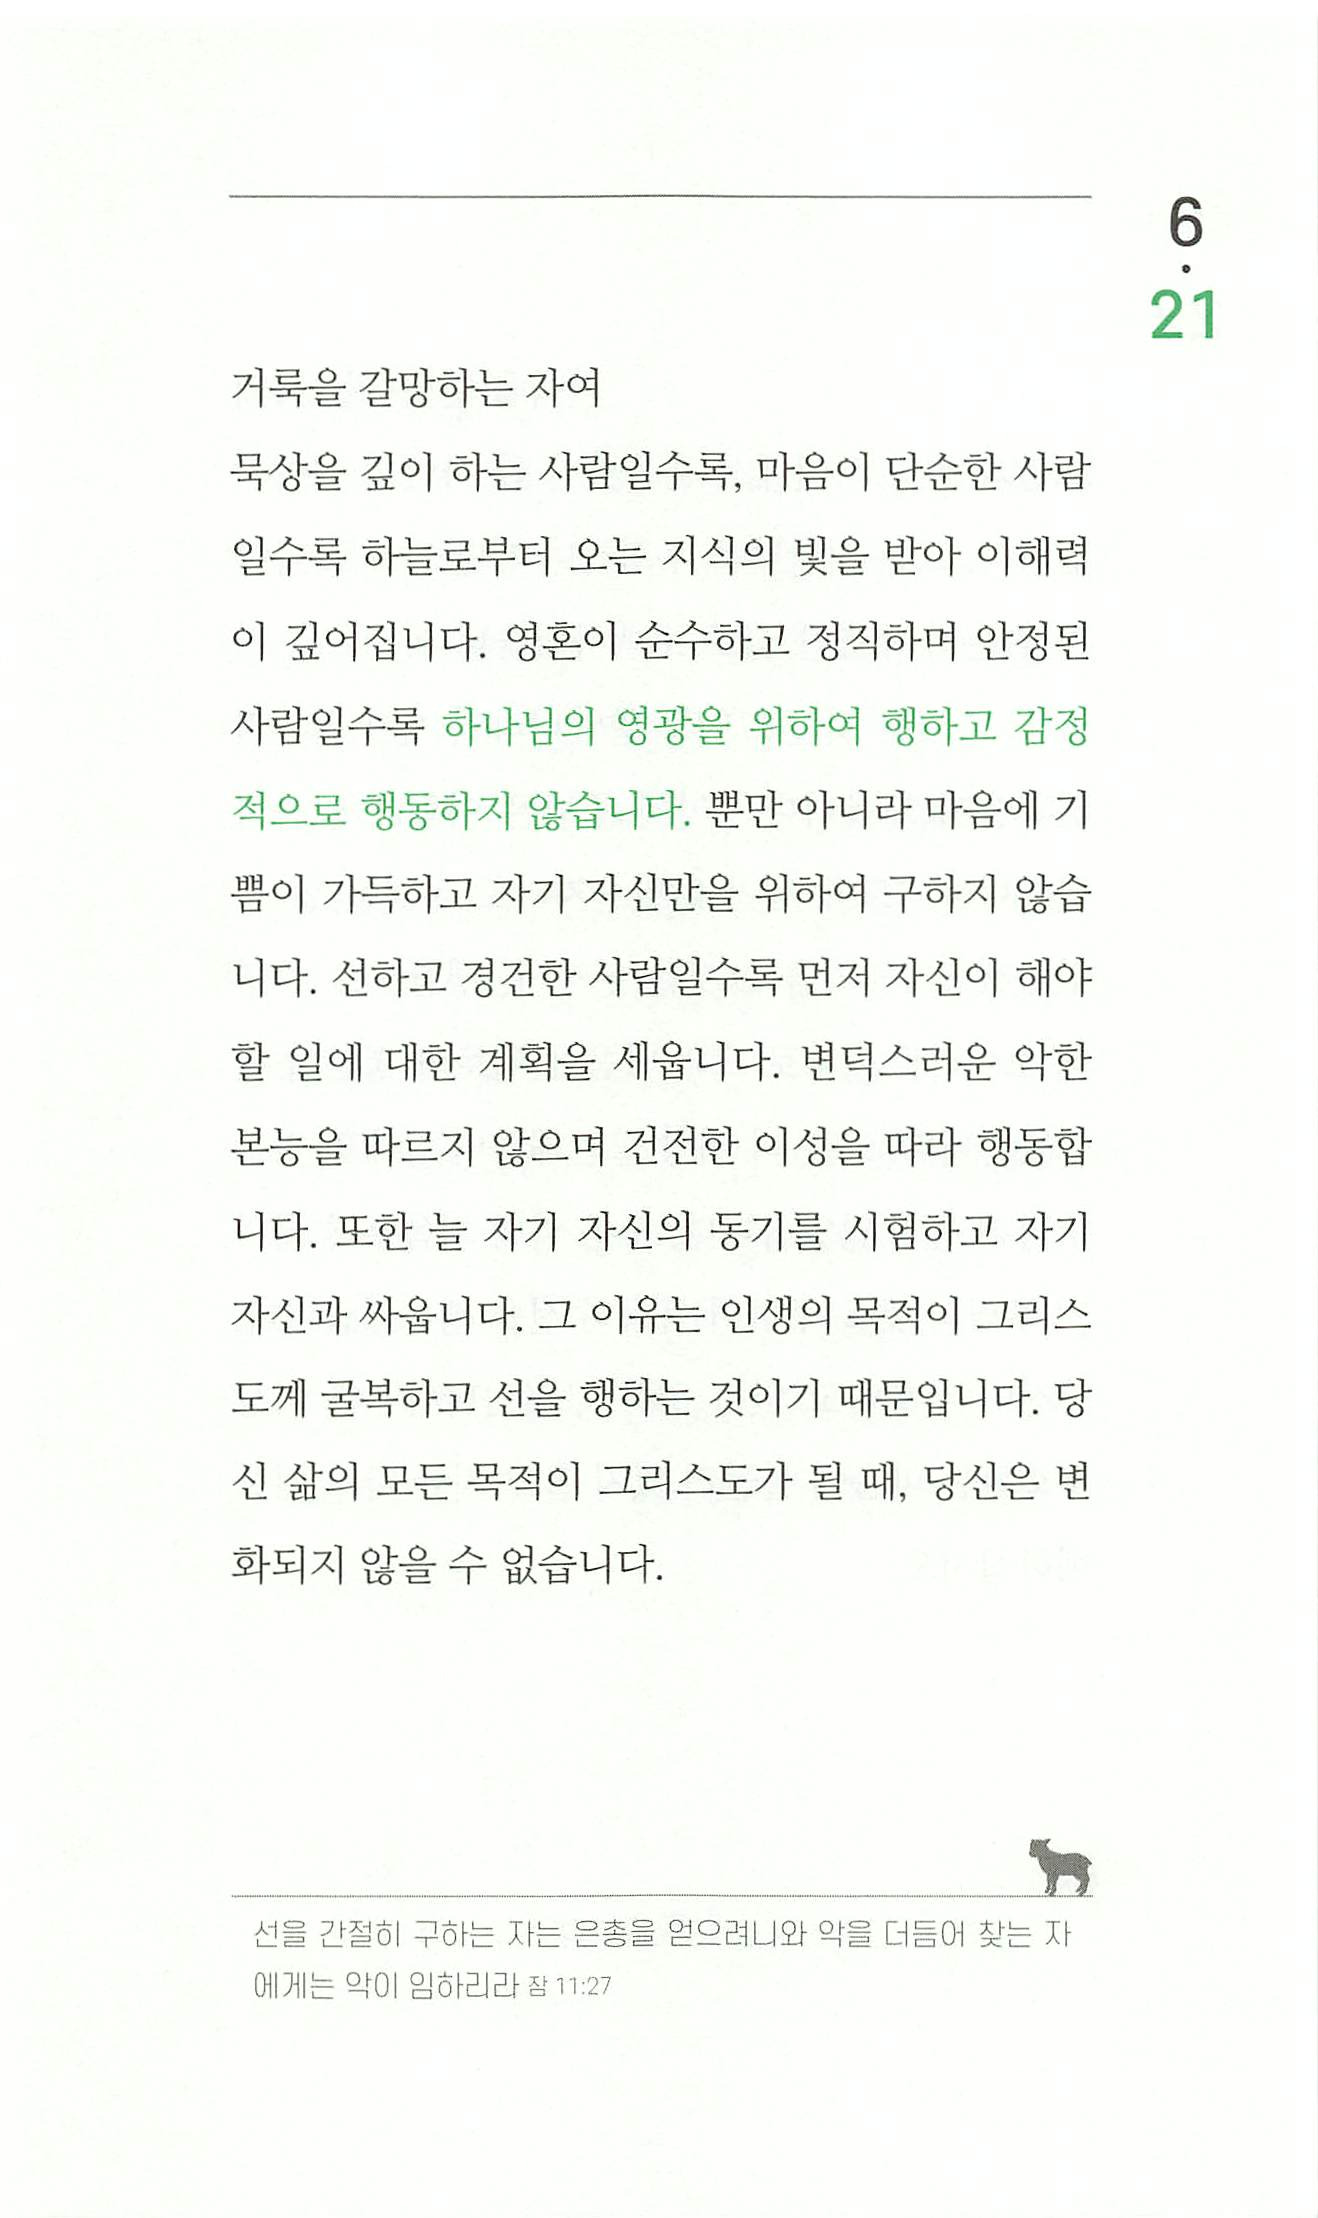 6
·
21
거룩을 갈망하는 자여
묵상을 깊이 하는 사람일수록, 마음이 단순한 사람
일수록 하늘로부터 오는 지식의 빛을 받아 이해력
이 깊어집니다. 영혼이 순수하고 정직하며 안정된
사람일수록 하나님의 영광을 위하여 행하고 감정
적으로 행동하지 않습니다. 뿐만 아니라 마음에 기
쁨이 가득하고 자기 자신만을 위하여 구하지 않습
니다. 선하고 경건한 사람일수록 먼저 자신이 해야
할 일에 대한 계획을 세웁니다. 변덕스러운 악한
본능을 따르지 않으며 건전한 이성을 따라 행동합
니다. 또한 늘 자기 자신의 동기를 시험하고 자기
자신과 싸웁니다. 그 이유는 인생의 목적이 그리스
도께 굴복하고 선을 행하는 것이기 때문입니다. 당
신 삶의 모든 목적이 그리스도가 될 때, 당신은 변
화되지 않을 수 없습니다.
선을 간절히 구하는 자는 은총을 얻으려니와 악을 더듬어 찾는 자
에게는 악이 임하리라 잠 11:27